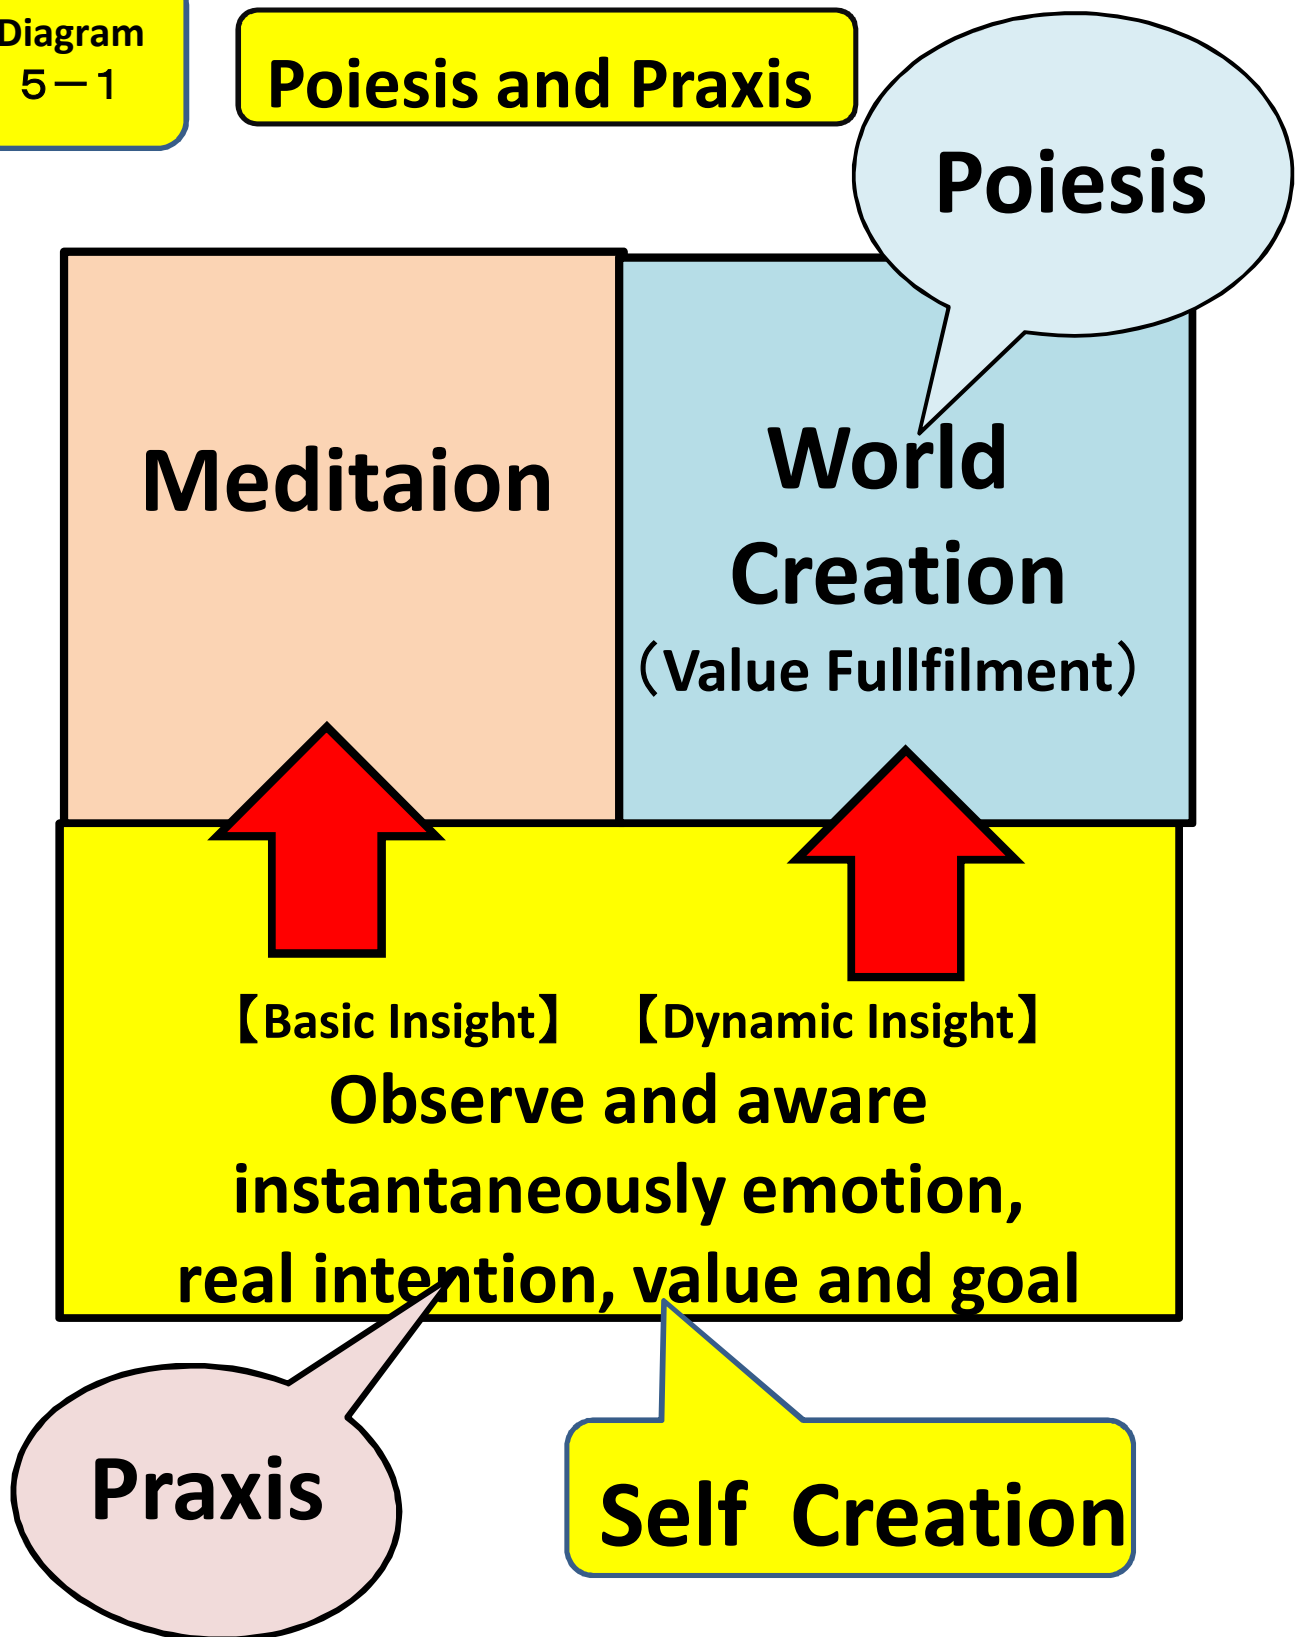 Diagram
５－１
Poiesis and Praxis
Poiesis
Meditaion
World
Creation
（Value Fullfilment）
【Basic Insight】 【Dynamic Insight】
Observe and aware
instantaneously emotion,
real intention, value and goal
Praxis
Self Creation